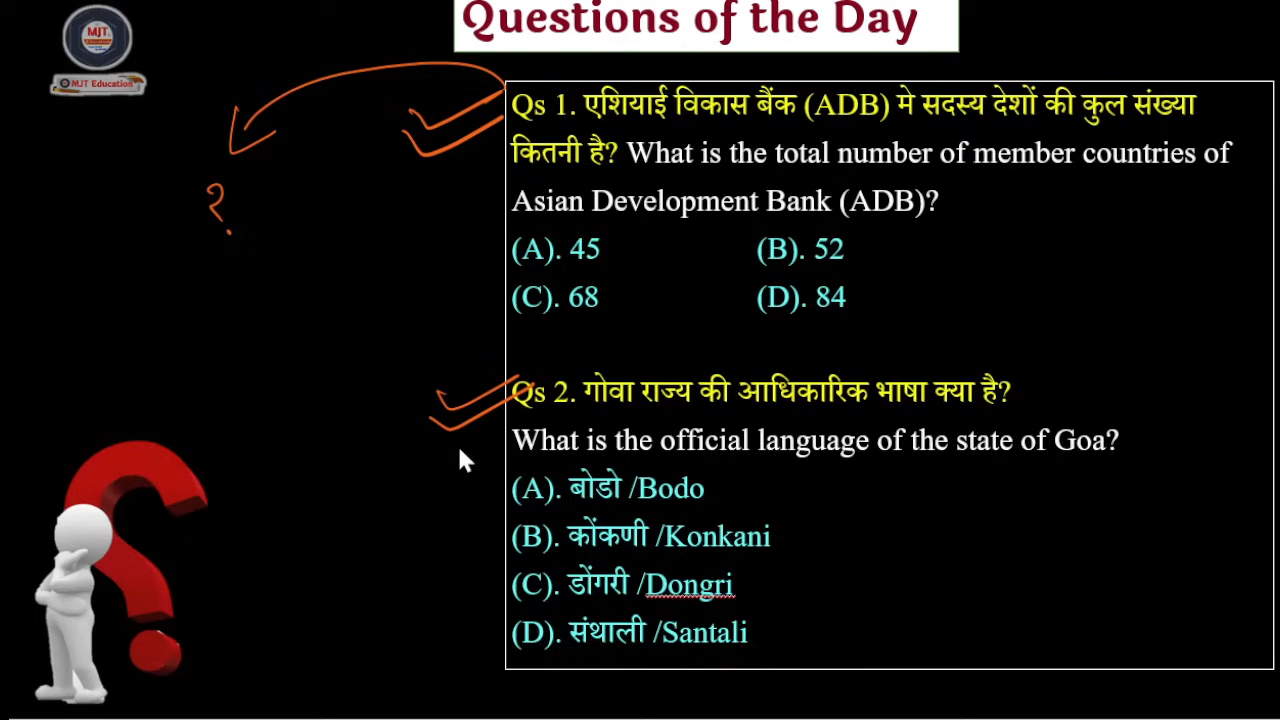 Questions of the Day
MJT
MJT Education
Qs 1. एशियाई विकास बैंक (ADB) मे सदस्य देशों की कुल संख्या
कितनी है? What is the total number of member countries of
Asian Development Bank (ADB)?
(A). 45 (B). 52
(C). 68 (D). 84
?
Qs 2. गोवा राज्य की आधिकारिक भाषा क्या है?
What is the official language of the state of Goa?
(A). बोडो /Bodo
(B). कोंकणी /Konkani
(C). डोंगरी /Dongri
(D). संथाली /Santali